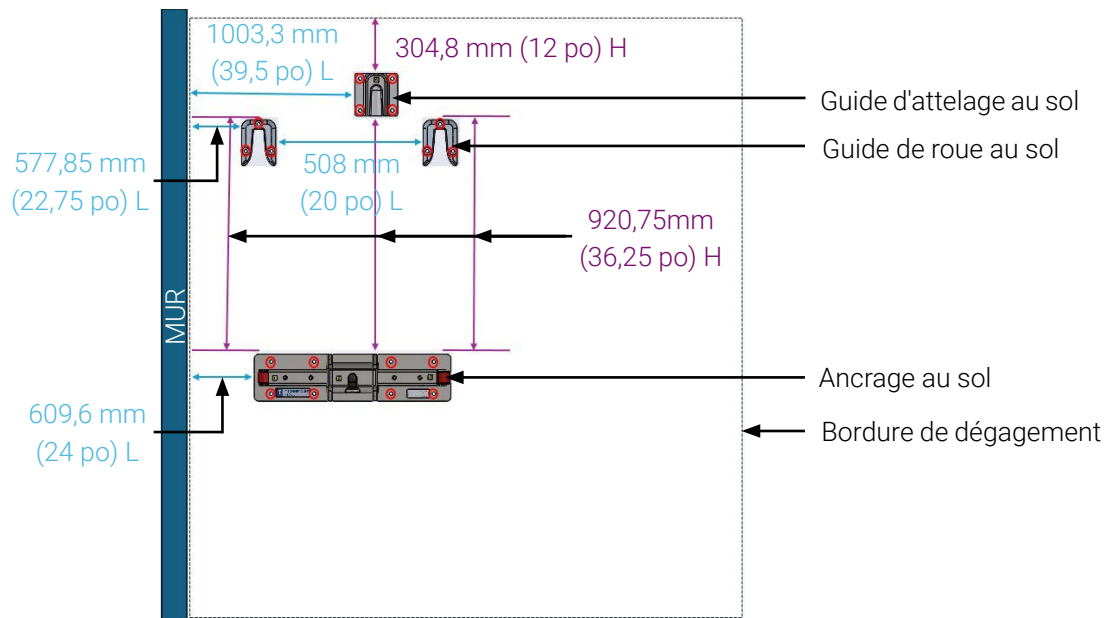 1003,3 mm
(39,5 po) L
304,8 mm (12 po) H
Guide d'attelage au sol
Guide de roue au sol
577,85 mm
(22,75 po) L
508 mm
(20 po) L
920,75mm
(36,25 po) H
MUR
Ancrage au sol
609,6 mm
(24 po) L
Bordure de dégagement